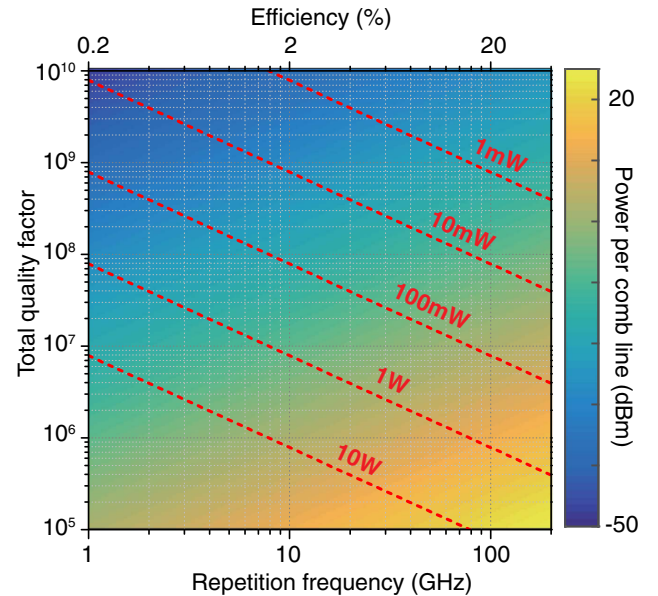 Efficiency (%)
0.2 2 20
10¹⁰
10⁹
10⁸
10⁷
10⁶
10⁵
Total quality factor
1mW
10mW
100mW
1W
10W
1 10 100
Repetition frequency (GHz)
20
-50
Power per comb line (dBm)